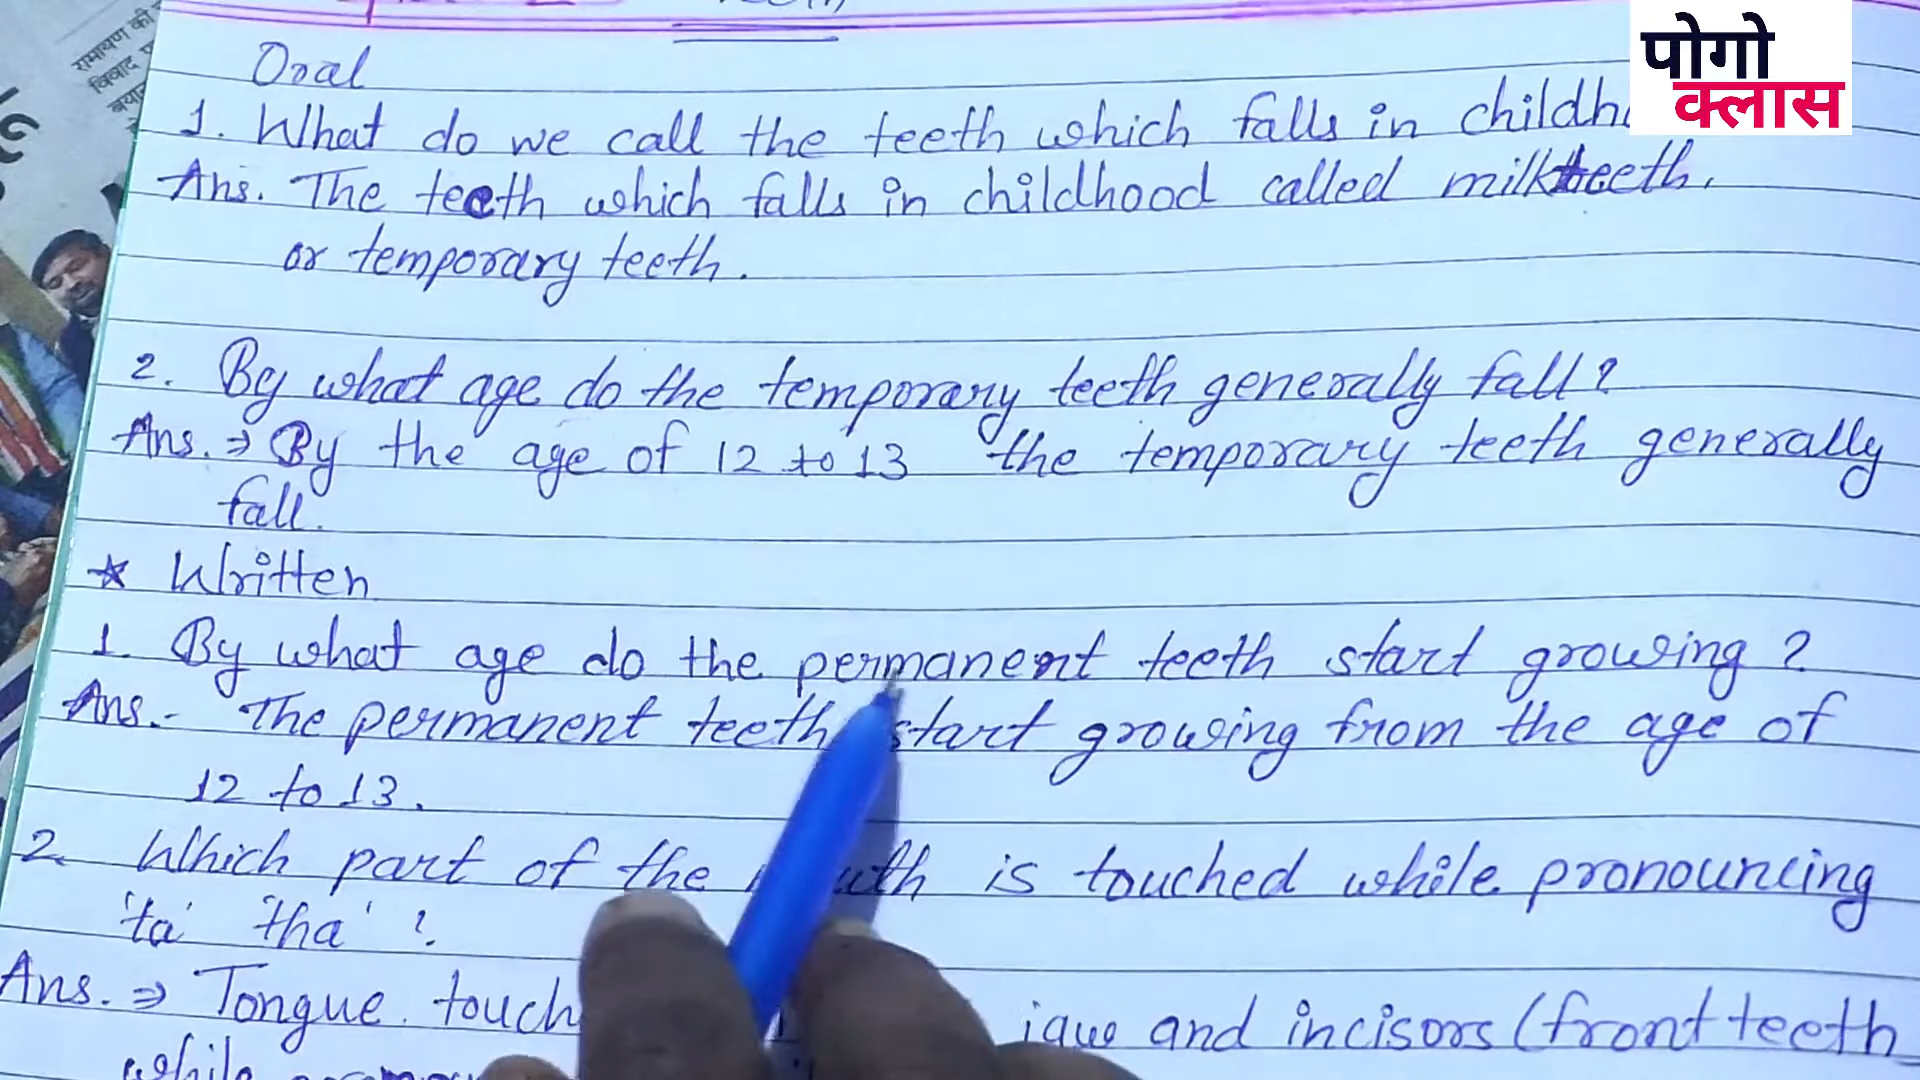 रामायण की
विवाद
बया
पोगो
क्लास
Oral
1. What do we call the teeth which falls in childh
Ans. The teeth which falls in childhood called milkteeth.
or temporary teeth.
2. By what age do the temporary teeth generally fall?
Ans. ⇒ By the age of 12 to 13 the temporary teeth generally
fall.
★ Written
1. By what age do the permanent teeth start growing ?
Ans.- The permanent teeth start growing from the age of
12 to 13.
2. Which part of the mouth is touched while pronouncing
'ta' 'tha' ?
Ans. ⇒ Tongue touch and incisors (front teeth
while